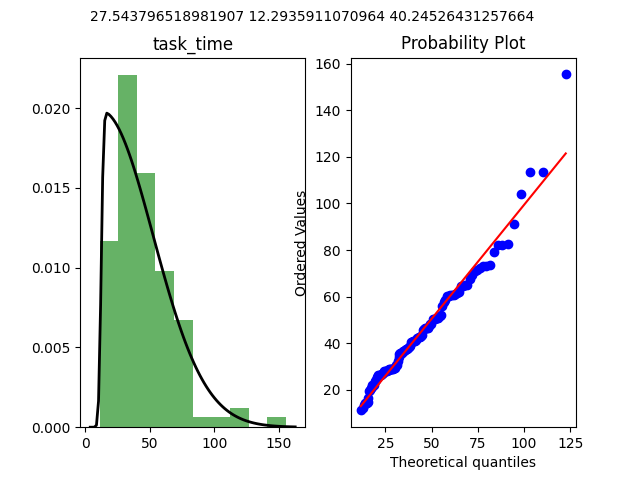 27.543796518981907 12.2935911070964 40.24526431257664
task_time
Probability Plot
0.020
0.015
0.010
0.005
0.000
0 50 100 150
Ordered Values
160
140
120
100
80
60
40
20
25 50 75 100 125
Theoretical quantiles